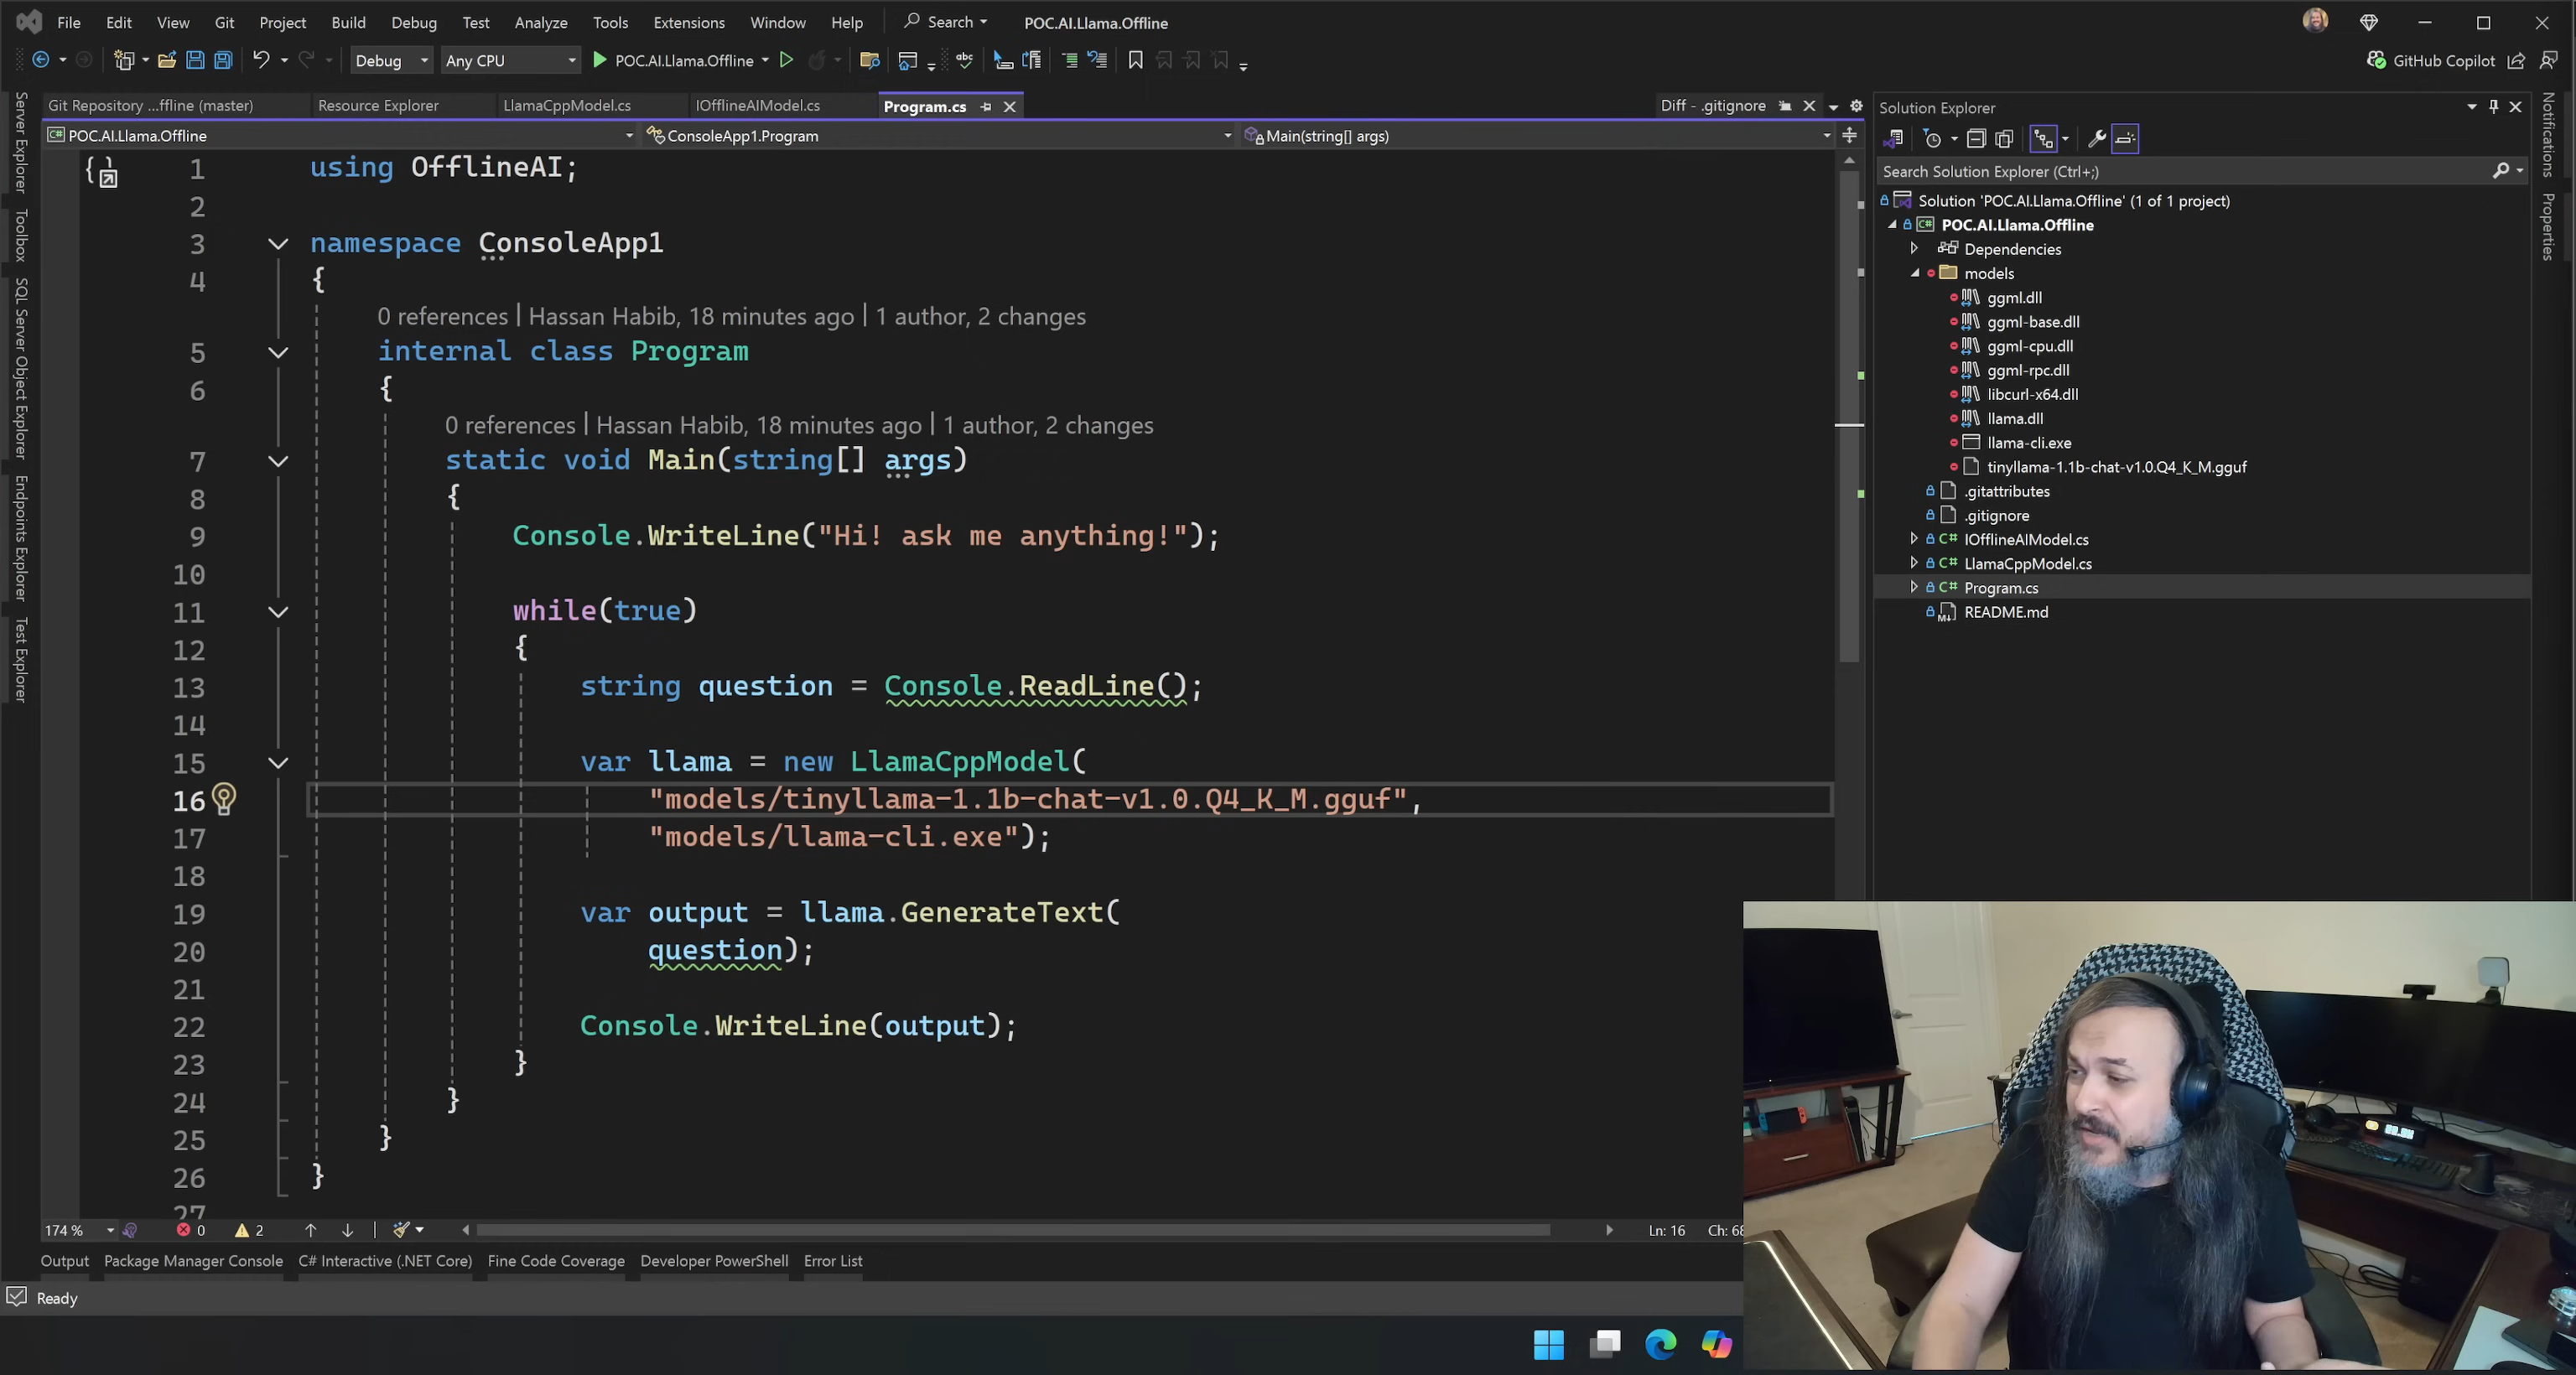 File Edit View Git Project Build Debug Test Analyze Tools Extensions Window Help Search POC.AI.Llama.Offline
Debug Any CPU POC.AI.Llama.Offline GitHub Copilot
Git Repository ...ffline (master) Resource Explorer LlamaCppModel.cs IOfflineAIModel.cs Program.cs Diff - .gitignore
POC.AI.Llama.Offline ConsoleApp1.Program Main(string[] args)
1 using OfflineAI;
2
3 namespace ConsoleApp1
4 {
0 references | Hassan Habib, 18 minutes ago | 1 author, 2 changes
5 internal class Program
6 {
0 references | Hassan Habib, 18 minutes ago | 1 author, 2 changes
7 static void Main(string[] args)
8 {
9 Console.WriteLine("Hi! ask me anything!");
10
11 while(true)
12 {
13 string question = Console.ReadLine();
14
15 var llama = new LlamaCppModel(
16 "models/tinyllama-1.1b-chat-v1.0.Q4_K_M.gguf",
17 "models/llama-cli.exe");
18
19 var output = llama.GenerateText(
20 question);
21
22 Console.WriteLine(output);
23 }
24 }
25 }
26 }
27
174 % 0 2 Ln: 16 Ch: 68
Output Package Manager Console C# Interactive (.NET Core) Fine Code Coverage Developer PowerShell Error List
Ready
Server Explorer
Toolbox
SQL Server Object Explorer
Endpoints Explorer
Test Explorer
Solution Explorer
Search Solution Explorer (Ctrl+;)
Solution 'POC.AI.Llama.Offline' (1 of 1 project)
POC.AI.Llama.Offline
Dependencies
models
ggml.dll
ggml-base.dll
ggml-cpu.dll
ggml-rpc.dll
libcurl-x64.dll
llama.dll
llama-cli.exe
tinyllama-1.1b-chat-v1.0.Q4_K_M.gguf
.gitattributes
.gitignore
C# IOfflineAIModel.cs
C# LlamaCppModel.cs
C# Program.cs
README.md
Notifications
Properties